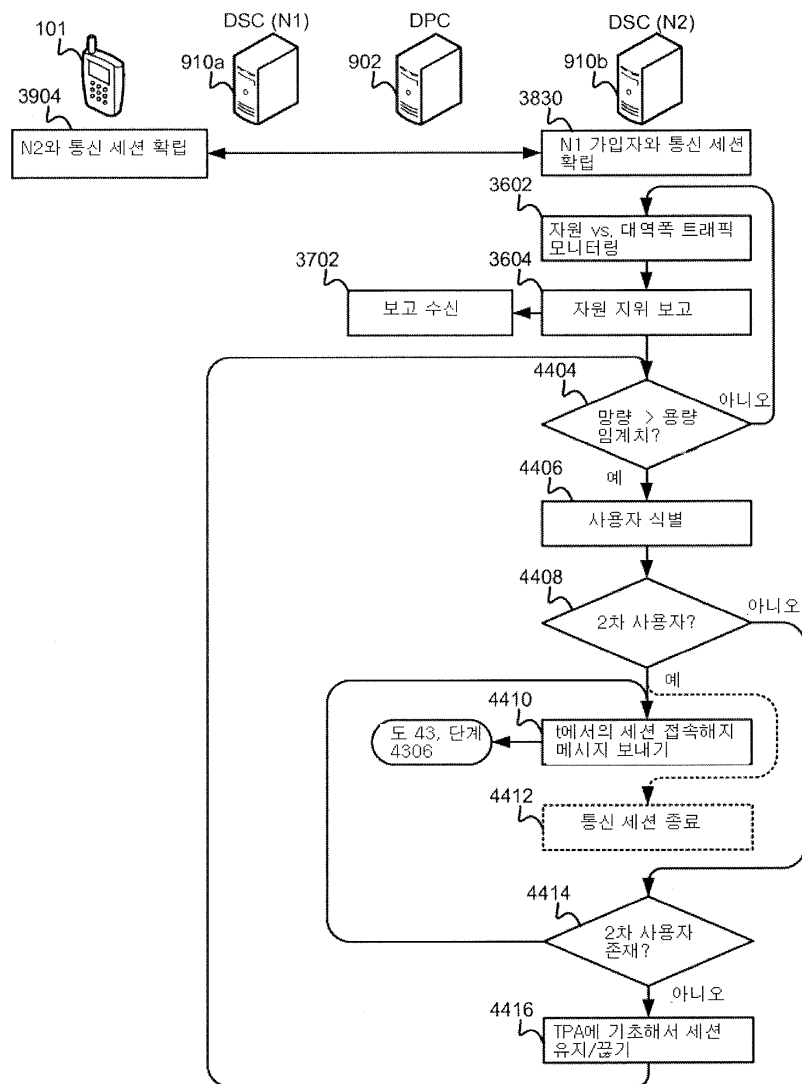 101
DSC (N1)
910a
DPC
902
DSC (N2)
910b
3904
N2와 통신 세션 확립
3830
N1 가입자와 통신 세션
확립
3602
자원 vs. 대역폭 트래픽
모니터링
3702
보고 수신
3604
자원 지위 보고
4404
망량 > 용량
임계치?
아니오
예
4406
사용자 식별
4408
2차 사용자?
아니오
예
도 43, 단계
4306
4410
t에서의 세션 접속해지
메시지 보내기
4412
통신 세션 종료
4414
2차 사용자
존재?
아니오
4416
TPA에 기초해서 세션
유지/끊기